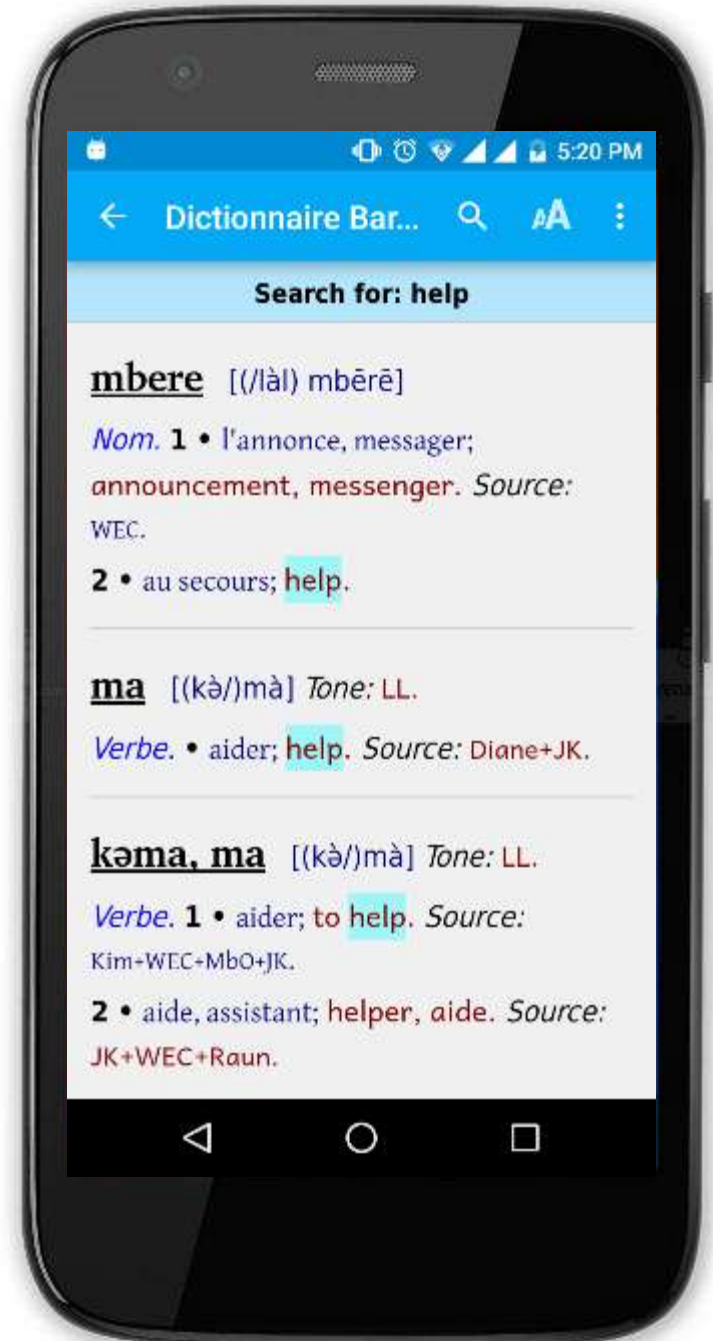 5:20 PM
Dictionnaire Bar...
AA
Search for: help
mbere [(/làl) mbērē]
Nom. 1 • l'annonce, messager;
announcement, messenger. Source:
WEC.
2 • au secours; help.
ma [(kə̀/)mà] Tone: LL.
Verbe. • aider; help. Source: Diane+JK.
kəma, ma [(kə̀/)mà] Tone: LL.
Verbe. 1 • aider; to help. Source:
Kim+WEC+MbO+JK.
2 • aide, assistant; helper, aide. Source:
JK+WEC+Raun.